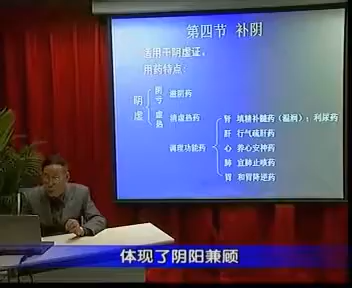 第四节 补阴
适用于阴虚证。
用药特点：
阴虚
阴亏 滋阴药
虚热 清虚热药
调理功能药
肾 填精补髓药（温润）；利尿药
肝 行气疏肝药
心 养心安神药
肺 宣肺止咳药
胃 和胃降逆药
体现了阴阳兼顾